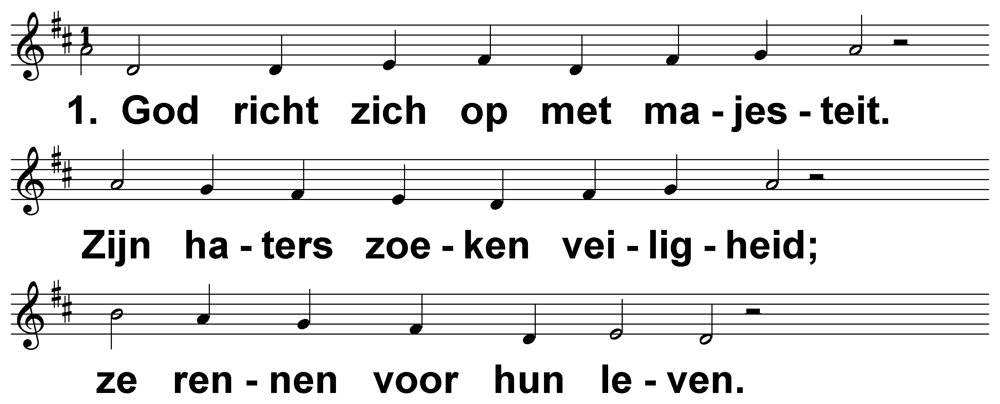 1
1. God richt zich op met ma - jes - teit.
Zijn ha - ters zoe - ken vei - lig - heid;
ze ren - nen voor hun le - ven.